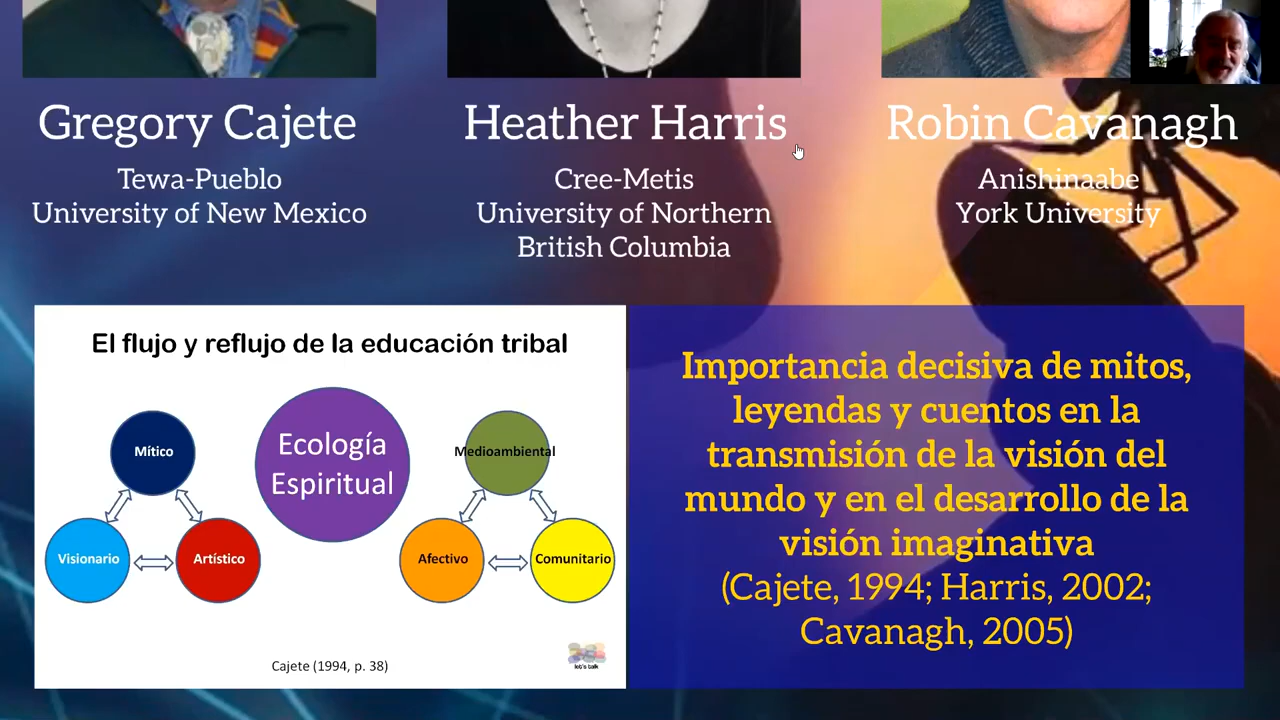 Gregory Cajete
Tewa-Pueblo
University of New Mexico
Heather Harris
Cree-Metis
University of Northern
British Columbia
Robin Cavanagh
Anishinaabe
York University
El flujo y reflujo de la educación tribal
Mítico
Visionario
Artístico
Ecología
Espiritual
Medioambiental
Afectivo
Comunitario
Cajete (1994, p. 38)
let's talk
Importancia decisiva de mitos,
leyendas y cuentos en la
transmisión de la visión del
mundo y en el desarrollo de la
visión imaginativa
(Cajete, 1994; Harris, 2002;
Cavanagh, 2005)